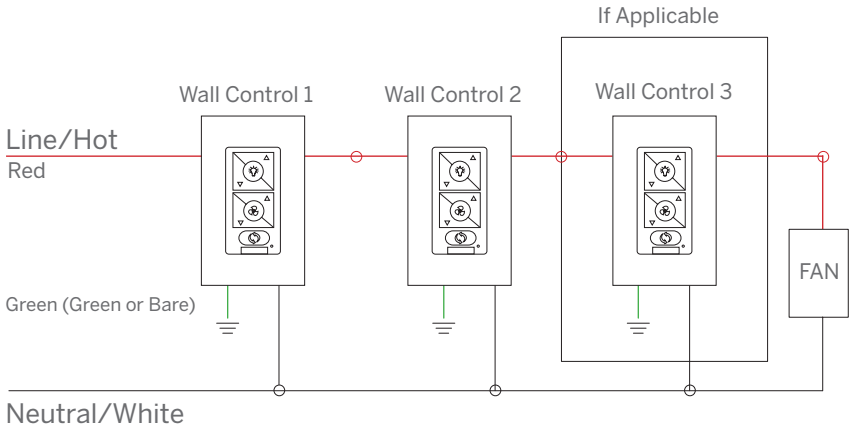 If Applicable
Wall Control 1
Wall Control 2
Wall Control 3
Line/Hot
Red
FAN
Green (Green or Bare)
Neutral/White